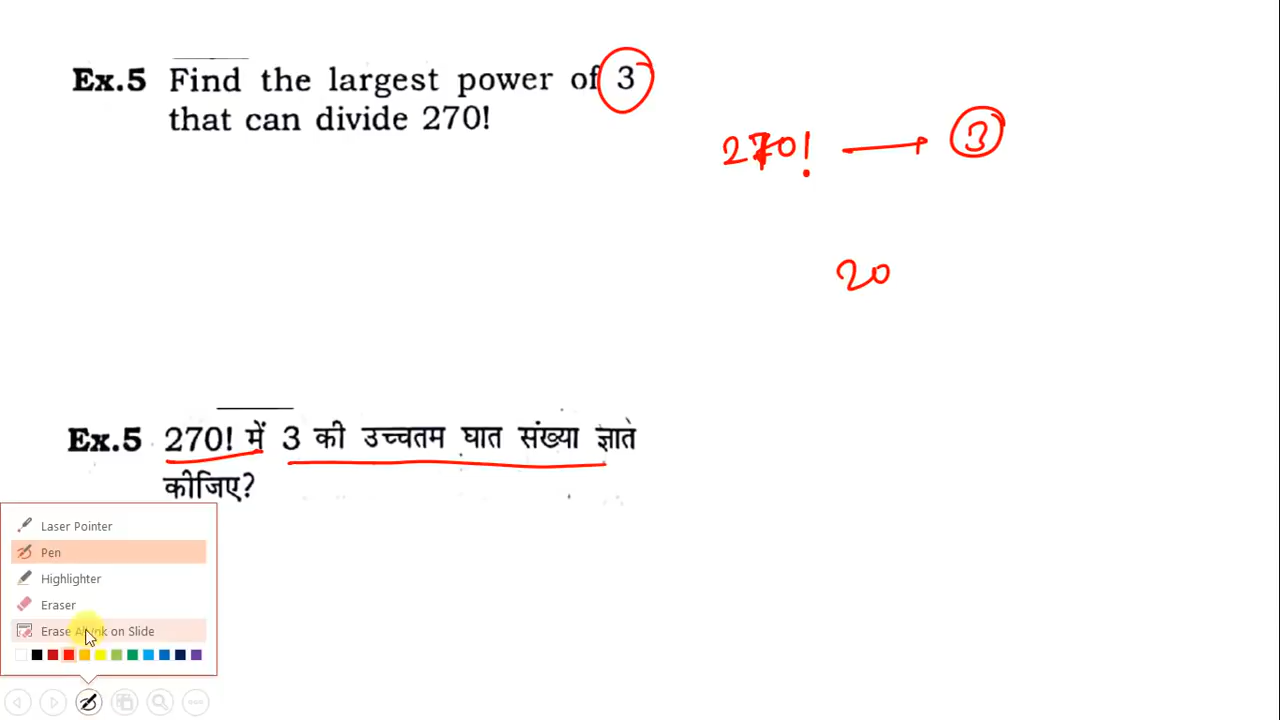 Ex.5 Find the largest power of 3
that can divide 270!
270! 3
20
Ex.5 270! में 3 की उच्चतम घात संख्या ज्ञात
कीजिए?
Laser Pointer
Pen
Highlighter
Eraser
Erase All Ink on Slide